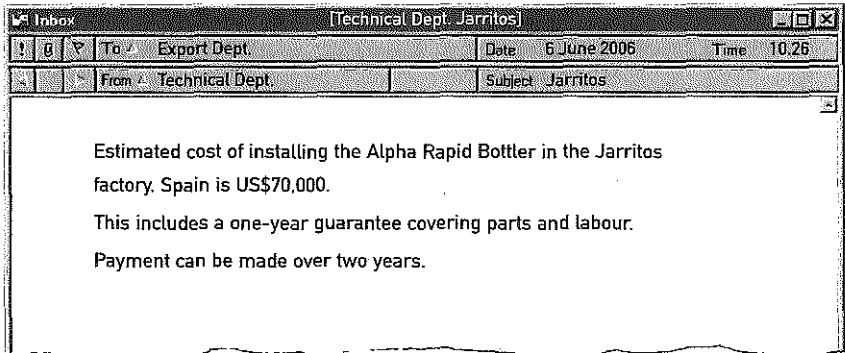 Inbox [Technical Dept. Jarritos]
To Export Dept. Date 6 June 2006 Time 10.26
From Technical Dept. Subject Jarritos
Estimated cost of installing the Alpha Rapid Bottler in the Jarritos
factory. Spain is US$70,000.
This includes a one-year guarantee covering parts and labour.
Payment can be made over two years.